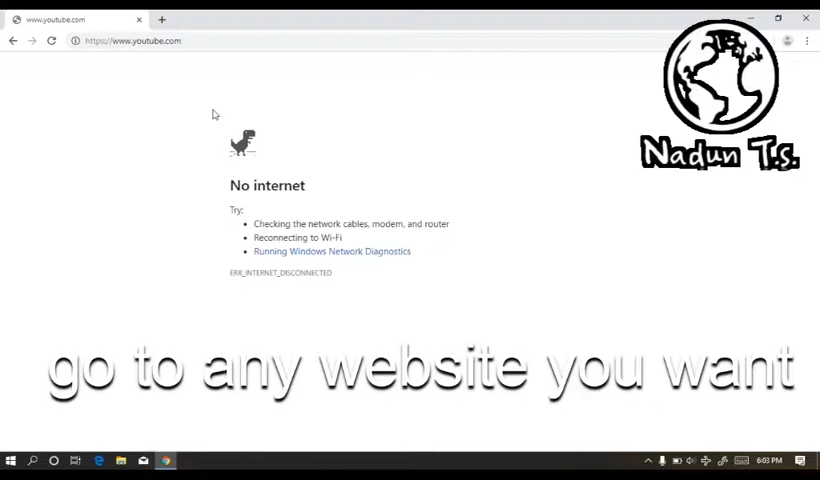 www.youtube.com
https://www.youtube.com
Nadun T.S.
No internet
Try:
Checking the network cables, modem, and router
Reconnecting to Wi-Fi
Running Windows Network Diagnostics
ERR_INTERNET_DISCONNECTED
go to any website you want
6:03 PM